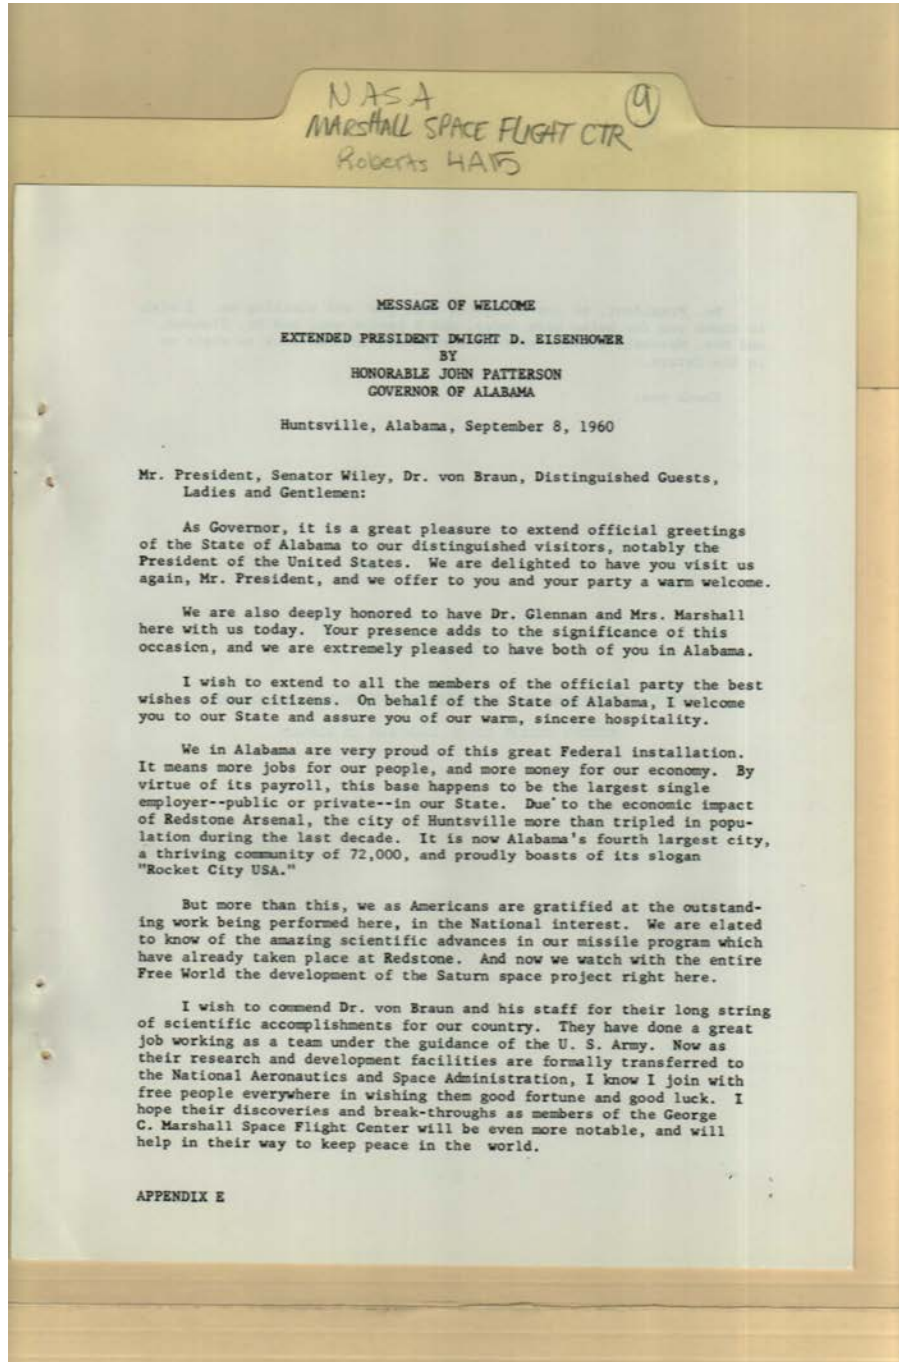 NASA
9
MARSHALL SPACE FLIGHT CTR
Roberts 4A15
MESSAGE OF WELCOME
EXTENDED PRESIDENT DWIGHT D. EISENHOWER
BY
HONORABLE JOHN PATTERSON
GOVERNOR OF ALABAMA
Huntsville, Alabama, September 8, 1960
Mr. President, Senator Wiley, Dr. von Braun, Distinguished Guests,
Ladies and Gentlemen:
As Governor, it is a great pleasure to extend official greetings
of the State of Alabama to our distinguished visitors, notably the
President of the United States. We are delighted to have you visit us
again, Mr. President, and we offer to you and your party a warm welcome.
We are also deeply honored to have Dr. Glennan and Mrs. Marshall
here with us today. Your presence adds to the significance of this
occasion, and we are extremely pleased to have both of you in Alabama.
I wish to extend to all the members of the official party the best
wishes of our citizens. On behalf of the State of Alabama, I welcome
you to our State and assure you of our warm, sincere hospitality.
We in Alabama are very proud of this great Federal installation.
It means more jobs for our people, and more money for our economy. By
virtue of its payroll, this base happens to be the largest single
employer--public or private--in our State. Due to the economic impact
of Redstone Arsenal, the city of Huntsville more than tripled in popu-
lation during the last decade. It is now Alabama's fourth largest city,
a thriving community of 72,000, and proudly boasts of its slogan
"Rocket City USA."
But more than this, we as Americans are gratified at the outstand-
ing work being performed here, in the National interest. We are elated
to know of the amazing scientific advances in our missile program which
have already taken place at Redstone. And now we watch with the entire
Free World the development of the Saturn space project right here.
I wish to commend Dr. von Braun and his staff for their long string
of scientific accomplishments for our country. They have done a great
job working as a team under the guidance of the U. S. Army. Now as
their research and development facilities are formally transferred to
the National Aeronautics and Space Administration, I know I join with
free people everywhere in wishing them good fortune and good luck. I
hope their discoveries and break-throughs as members of the George
C. Marshall Space Flight Center will be even more notable, and will
help in their way to keep peace in the world.
APPENDIX E